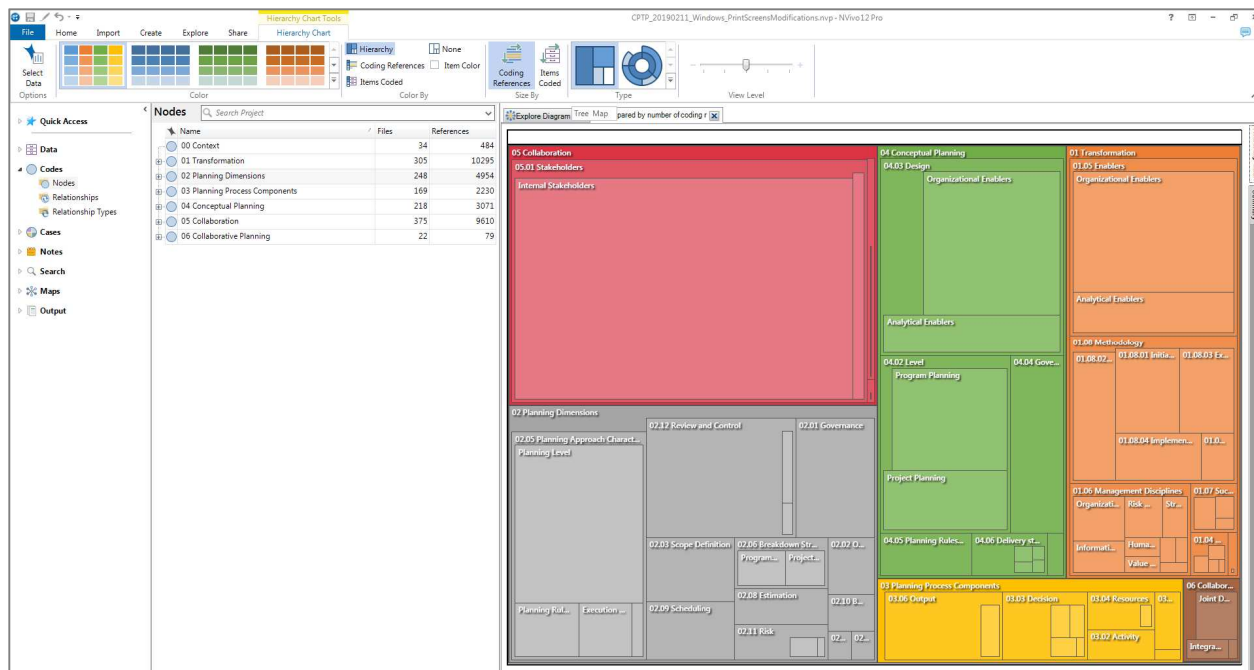 Hierarchy Chart Tools
CPTP_20190211_Windows_PrintScreensModifications.nvp - NVivo 12 Pro
File Home Import Create Explore Share Hierarchy Chart
Select Data
Hierarchy
Coding References
Items Coded
None
Item Color
Coding References
Items Coded
Options Color Color By Size By Type View Level
Quick Access
Data
Codes
Nodes
Relationships
Relationship Types
Cases
Notes
Search
Maps
Output
Nodes Search Project
Name Files References
00 Context 34 484
01 Transformation 305 10295
02 Planning Dimensions 248 4954
03 Planning Process Components 169 2230
04 Conceptual Planning 218 3071
05 Collaboration 375 9610
06 Collaborative Planning 22 79
Explore Diagram Tree Map pared by number of coding r
05 Collaboration
05.01 Stakeholders
Internal Stakeholders
04 Conceptual Planning
04.03 Design
Organizational Enablers
Analytical Enablers
04.02 Level
Program Planning
Project Planning
04.04 Gove...
04.05 Planning Rules...
04.06 Delivery st...
01 Transformation
01.05 Enablers
Organizational Enablers
Analytical Enablers
01.08 Methodology
01.08.02...
01.08.01 Initia...
01.08.03 Ex...
01.08.04 Implemen...
01.0...
01.06 Management Disciplines
Organizati...
Risk ...
Str...
Informati...
Huma...
Value ...
01.07 Suc...
01.04 ...
02 Planning Dimensions
02.05 Planning Approach Charact...
Planning Level
Planning Rul...
Execution ...
02.12 Review and Control
02.01 Governance
02.03 Scope Definition
02.06 Breakdown Str...
Program...
Project...
02.02 O...
02.08 Estimation
02.09 Scheduling
02.10 B...
02.11 Risk
02...
02...
03 Planning Process Components
03.06 Output
03.03 Decision
03.04 Resources
03...
03.02 Activity
06 Collabor...
Joint D...
Integra...